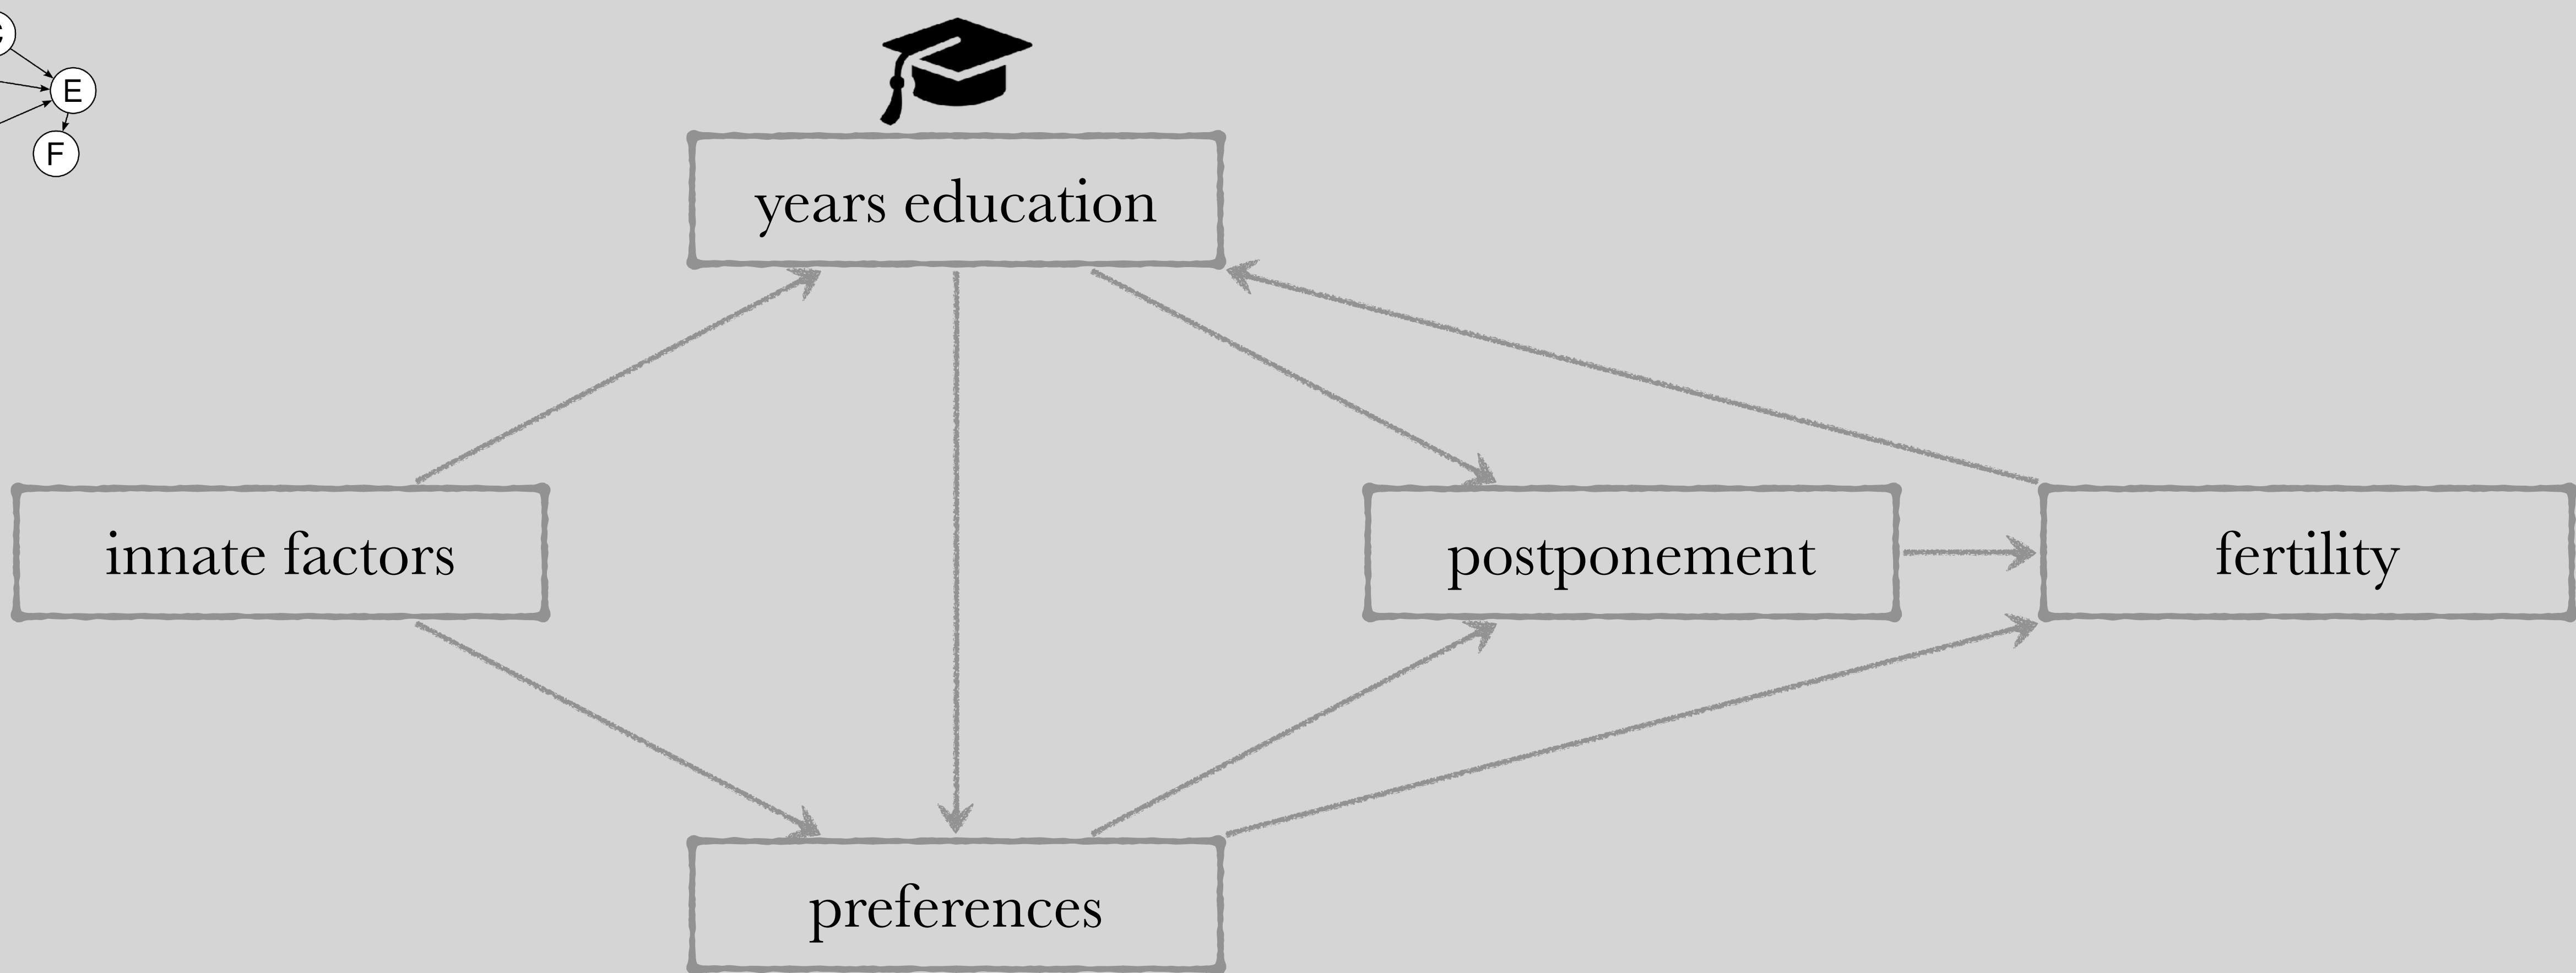 E
F
years education
innate factors
postponement
fertility
preferences